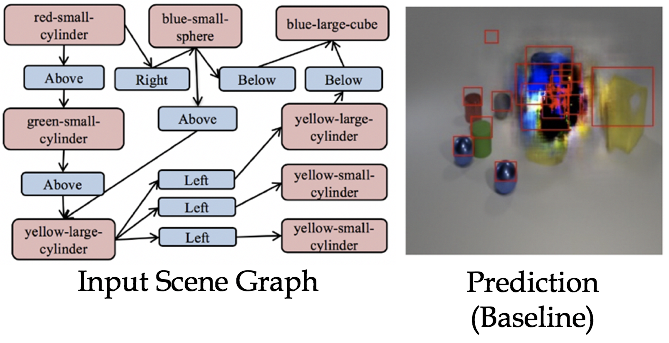 red-small-
cylinder
blue-small-
sphere
blue-large-cube
Above
Right
Below
Below
green-small-
cylinder
Above
yellow-large-
cylinder
Above
Left
yellow-small-
cylinder
Left
yellow-large-
cylinder
Left
yellow-small-
cylinder
Input Scene Graph
Prediction
(Baseline)